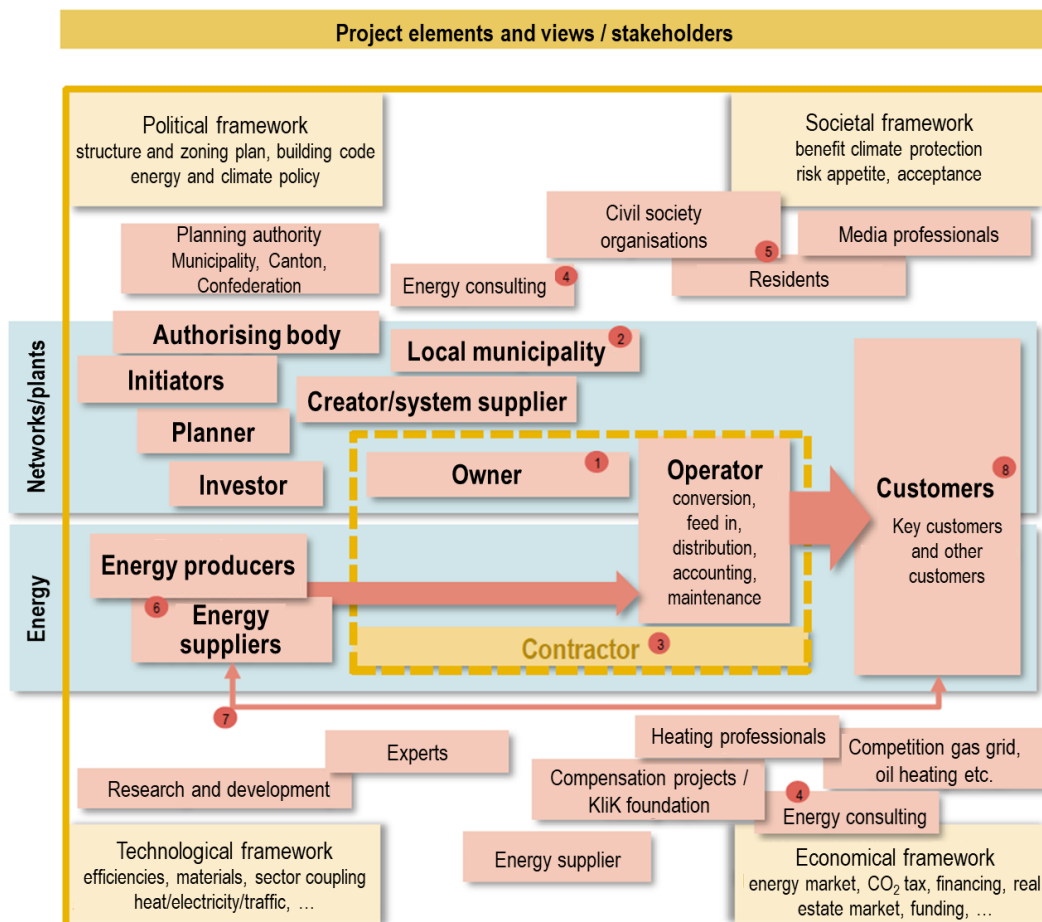 Project elements and views / stakeholders
Political framework
structure and zoning plan, building code
energy and climate policy
Societal framework
benefit climate protection
risk appetite, acceptance
Planning authority
Municipality, Canton,
Confederation
Civil society
organisations
5
Media professionals
Energy consulting
4
Residents
Networks/plants
Authorising body
Local municipality
2
Initiators
Creator/system supplier
Planner
Investor
Owner
1
Operator
conversion,
feed in,
distribution,
accounting,
maintenance
Customers
8
Key customers
and other
customers
Energy
Energy producers
6
Energy
suppliers
Contractor
3
7
Heating professionals
Competition gas grid,
oil heating etc.
Experts
Research and development
Compensation projects /
KliK foundation
4
Energy consulting
Energy supplier
Technological framework
efficiencies, materials, sector coupling
heat/electricity/traffic, ...
Economical framework
energy market, CO₂ tax, financing, real
estate market, funding, ...